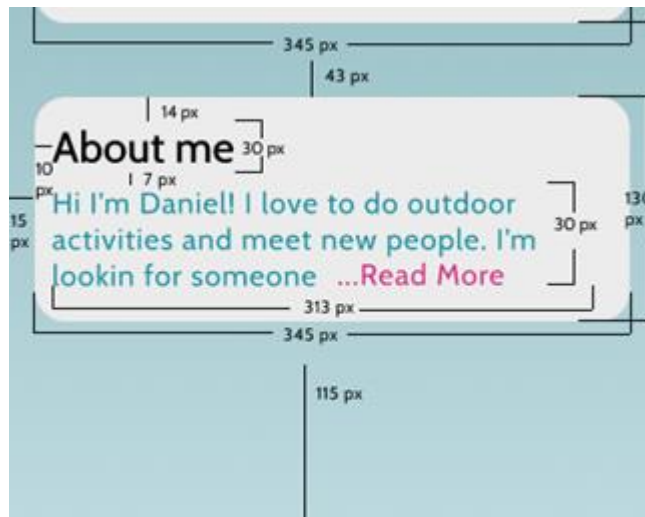 345 px
43 px
14 px
About me 30 px
10
px
7 px
Hi I'm Daniel! I love to do outdoor
activities and meet new people. I'm
lookin for someone ...Read More
30 px
130
px
15
px
313 px
345 px
115 px